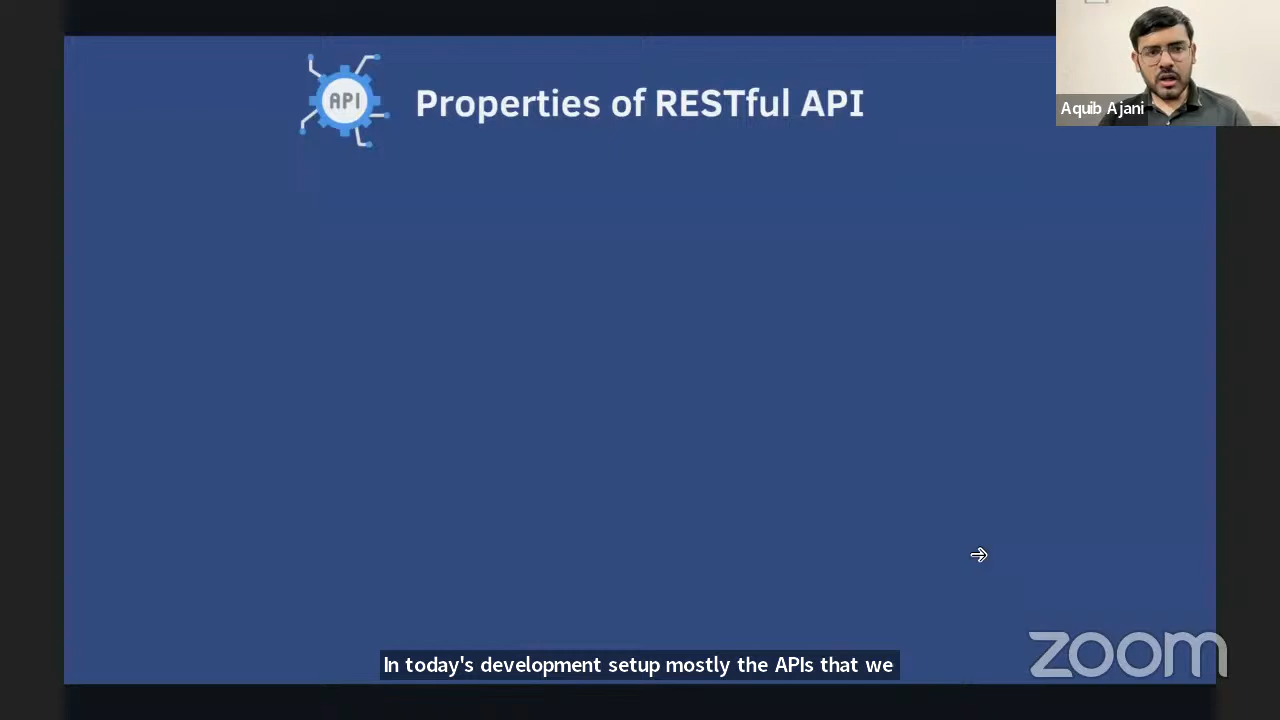 API
Properties of RESTful API
Aquib Ajani
In today's development setup mostly the APIs that we
zoom